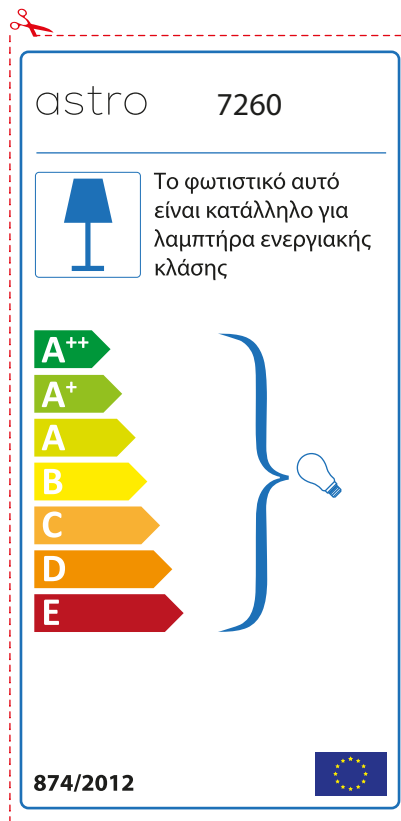 astro 7260
Το φωτιστικό αυτό
είναι κατάλληλο για
λαμπτήρα ενεργιακής
κλάσης
A++
A+
A
B
C
D
E
874/2012